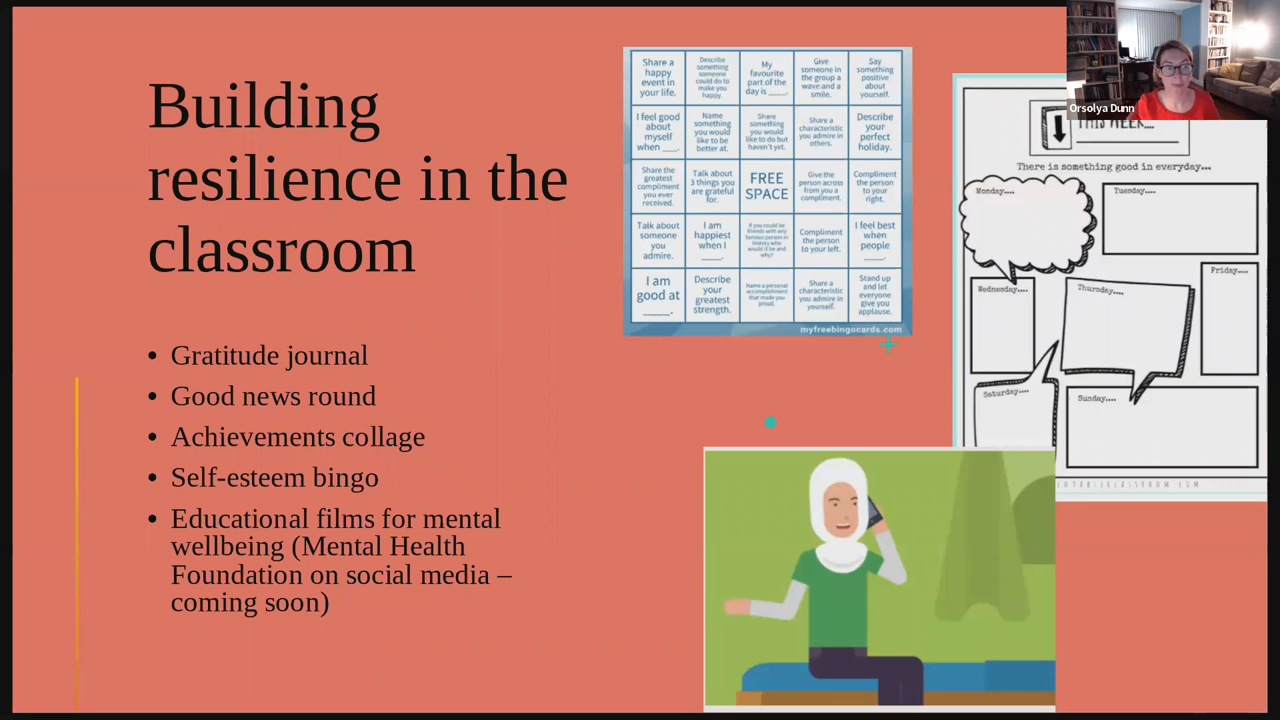 Building
resilience in the
classroom
• Gratitude journal
• Good news round
• Achievements collage
• Self-esteem bingo
• Educational films for mental
wellbeing (Mental Health
Foundation on social media –
coming soon)
Share a
happy
event in
your life.
Describe
something
someone
could do to
make you
happy.
My
favourite
part of the
day is ____.
Give
someone in
the group a
wave and a
smile.
Say
something
positive
about
yourself.
I feel good
about
myself
when ___.
Name
something
you would
like to be
better at.
Share
something
you would
like to do but
haven't yet.
Share a
characteristic
you admire in
others.
Describe
your
perfect
holiday.
Share the
greatest
compliment
you ever
received.
Talk about
3 things you
are grateful
for.
FREE
SPACE
Give the
person across
from you a
compliment.
Compliment
the person
to your
right.
Talk about
someone
you
admire.
I am
happiest
when I
____.
If you could be
friends with any
famous person in
history who
would it be and
why?
Compliment
the person
to your left.
I feel best
when
people
____.
I am
good at
____.
Describe
your
greatest
strength.
Name a personal
accomplishment
that made you
proud.
Share a
characteristic
you admire in
yourself.
Stand up
and let
everyone
give you
applause.
myfreebingocards.com
Orsolya Dunn
THIS WEEK...
There is something good in everyday...
Monday....
Tuesday....
Wednesday....
Thursday....
Friday....
Saturday....
Sunday....